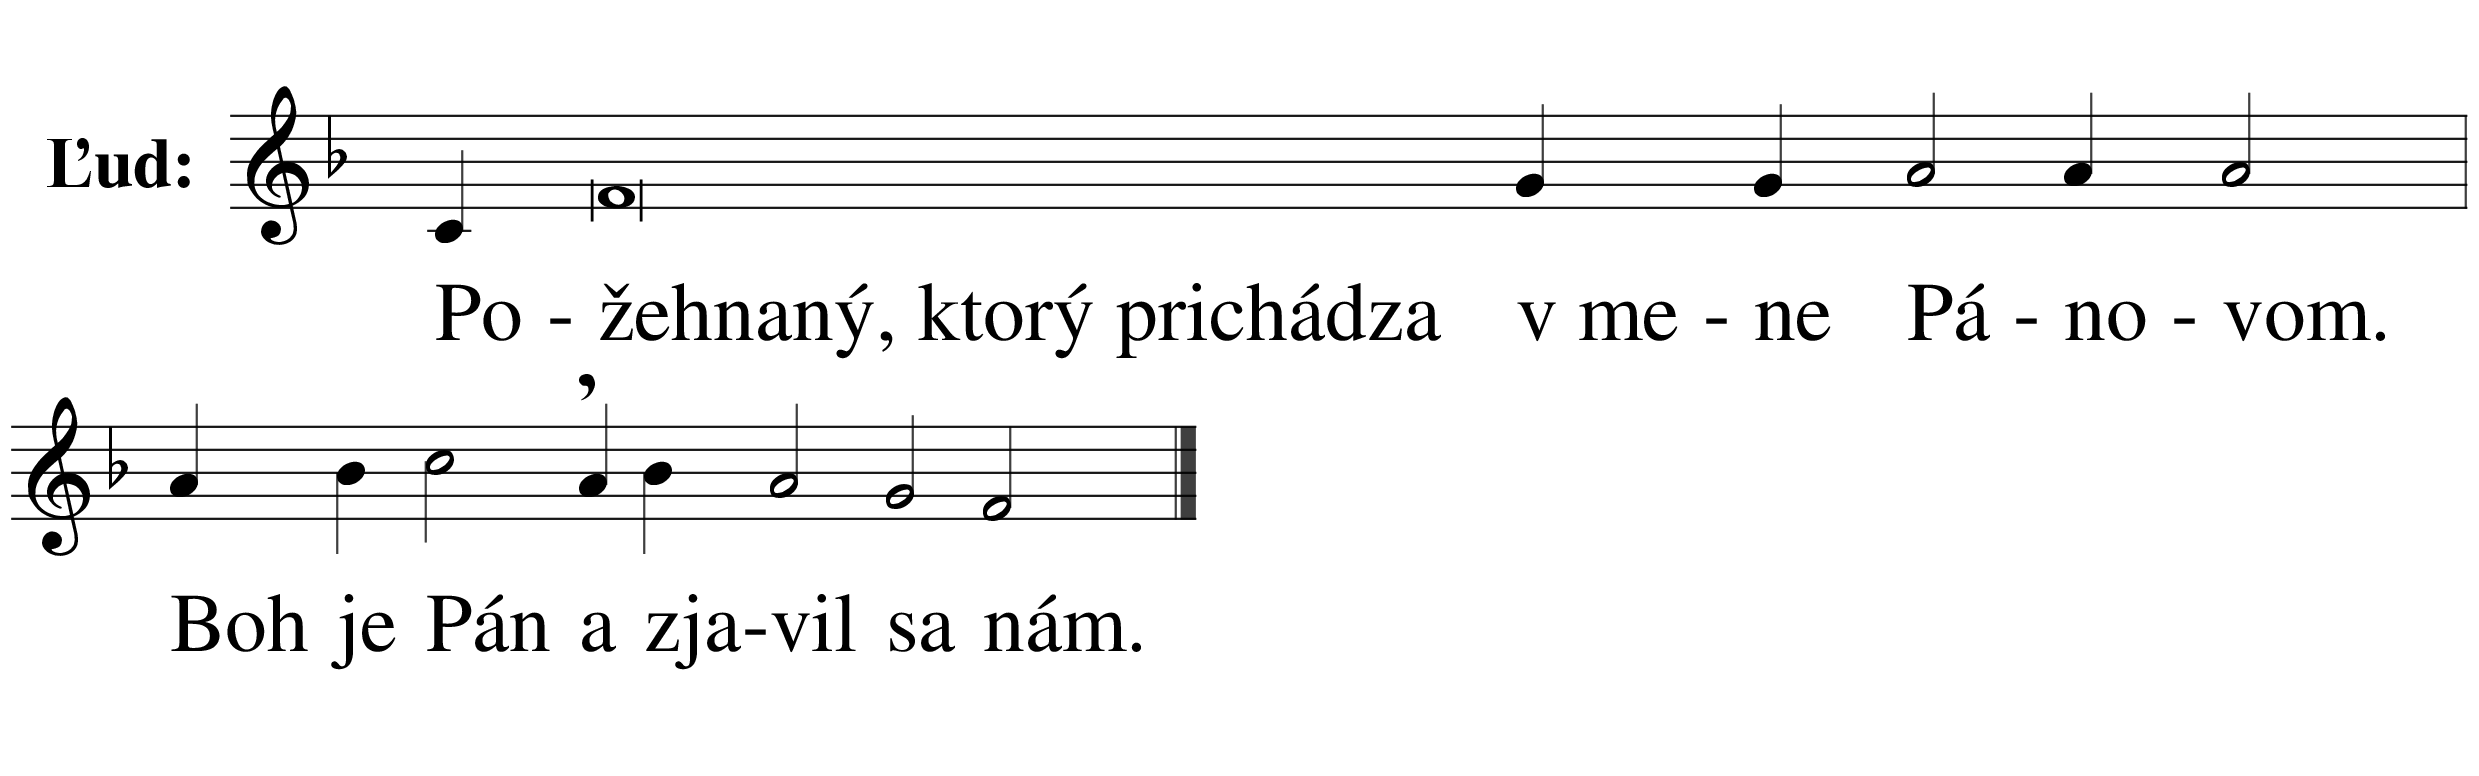 Ľud:
Po - žehnaný, ktorý prichádza v me - ne Pá - no - vom.
Boh je Pán a zja-vil sa nám.